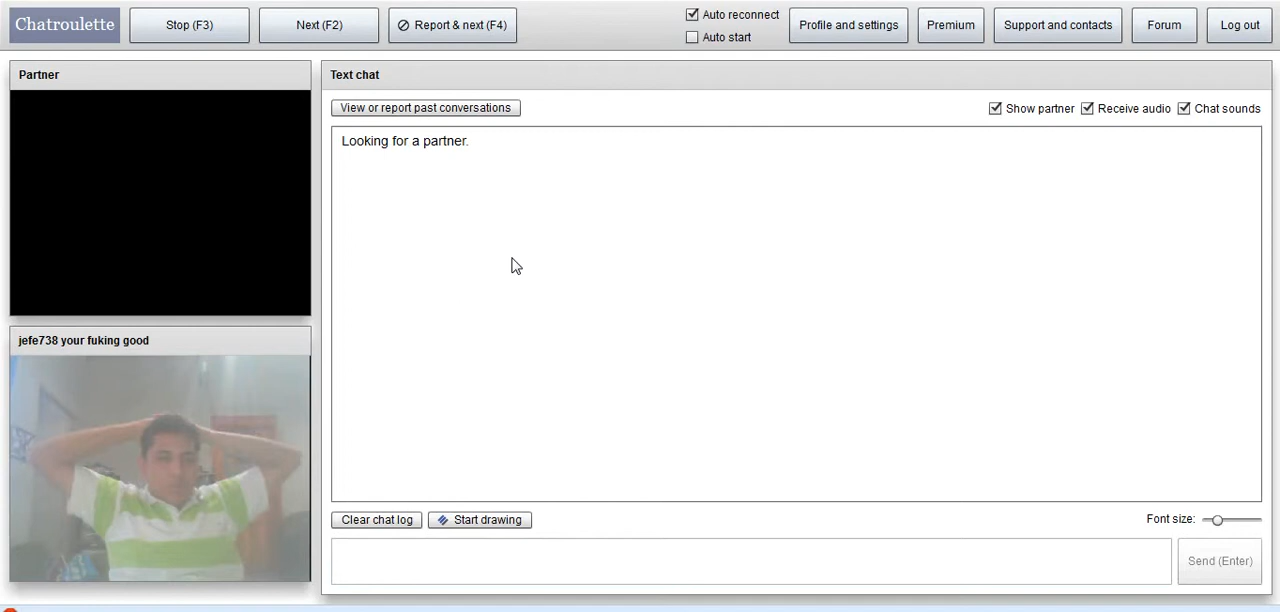 Chatroulette
Stop (F3)
Next (F2)
Report & next (F4)
Auto reconnect
Auto start
Profile and settings
Premium
Support and contacts
Forum
Log out
Partner
Text chat
View or report past conversations
Show partner
Receive audio
Chat sounds
Looking for a partner.
jefe738 your fuking good
Clear chat log
Start drawing
Font size:
Send (Enter)